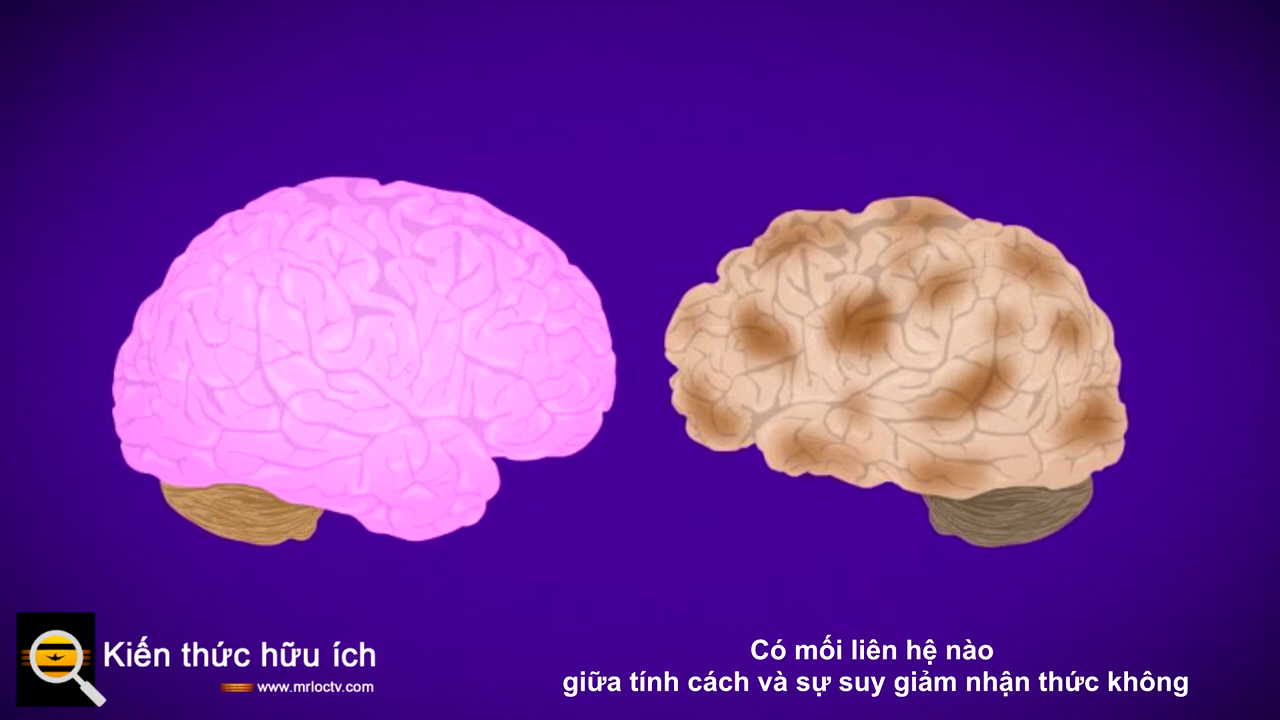 Kiến thức hữu ích
www.mrloctv.com
Có mối liên hệ nào
giữa tính cách và sự suy giảm nhận thức không